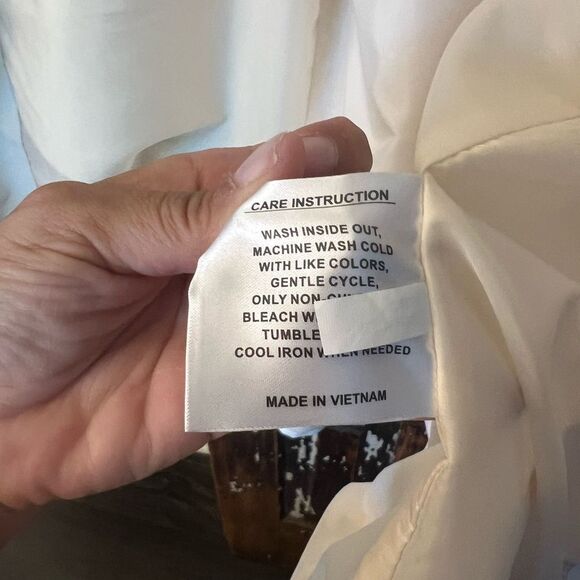 CARE INSTRUCTION
WASH INSIDE OUT,
MACHINE WASH COLD
WITH LIKE COLORS,
GENTLE CYCLE,
ONLY
BLEACH
TUMBLE
COOL IRON WHEN NEEDED
MADE IN VIETNAM